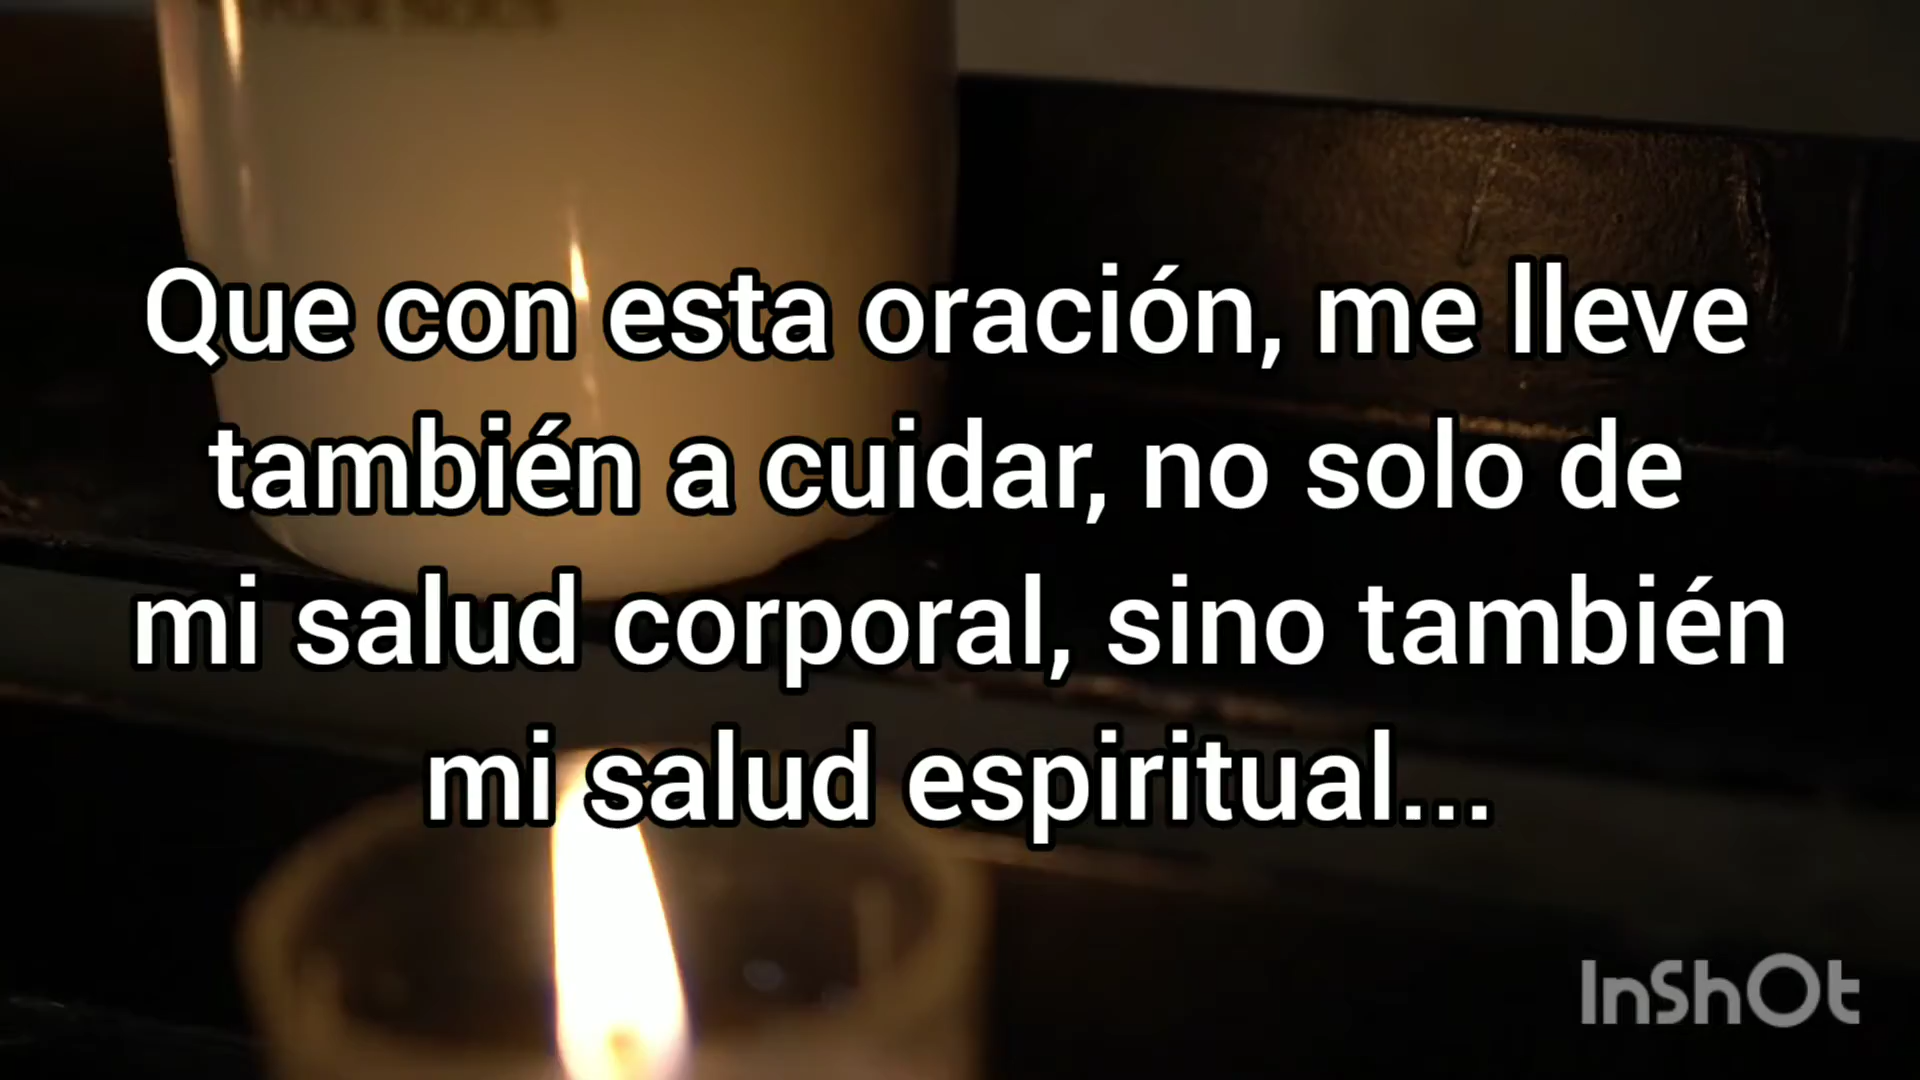 Que con esta oración, me lleve
también a cuidar, no solo de
mi salud corporal, sino también
mi salud espiritual...
InShOt